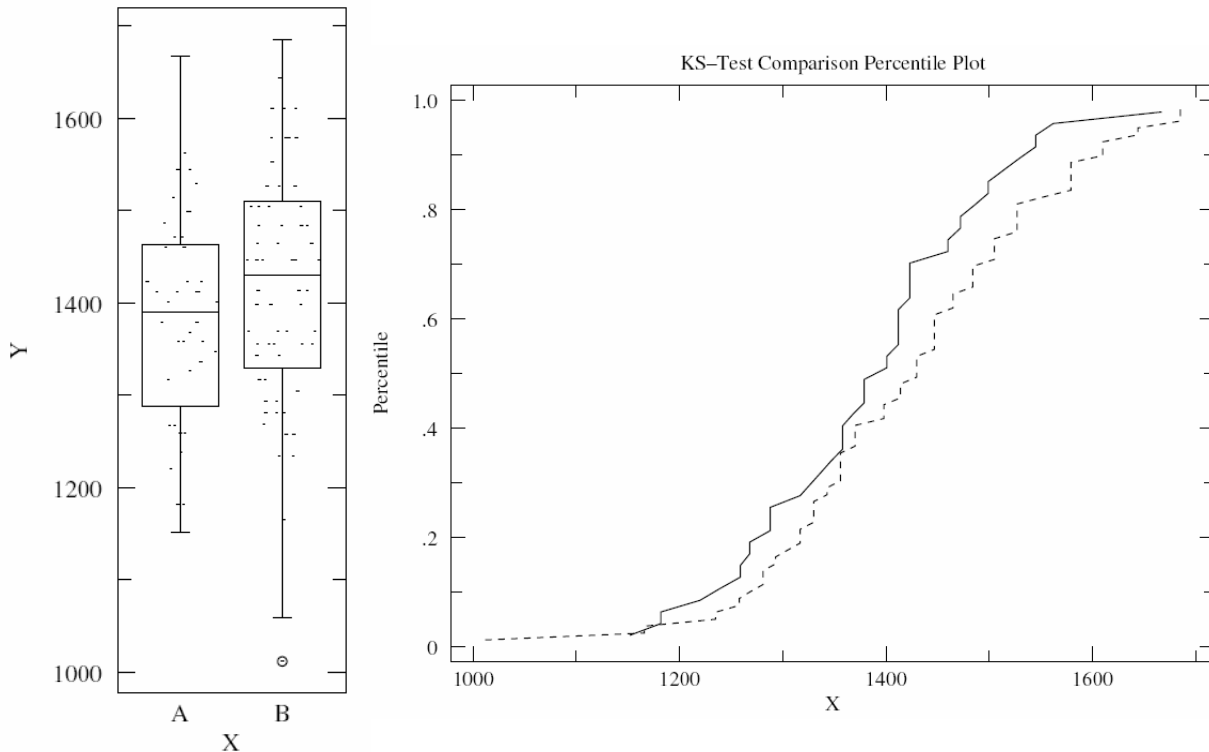 1600
1400
1200
1000
Y
A B
X
KS–Test Comparison Percentile Plot
1.0
.8
.6
.4
.2
0
Percentile
1000 1200 1400 1600
X